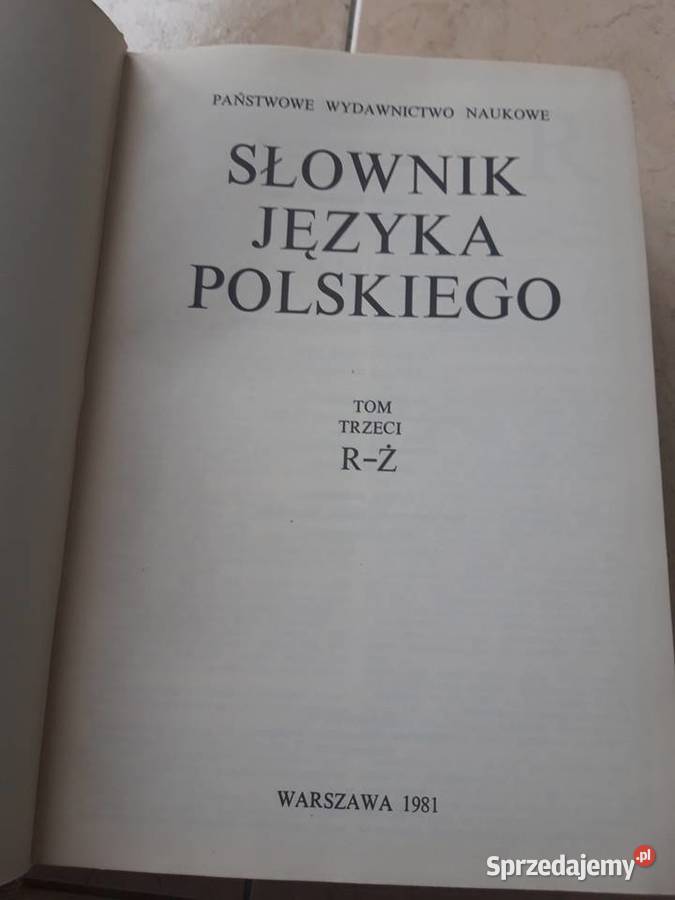 PAŃSTWOWE WYDAWNICTWO NAUKOWE
SŁOWNIK
JĘZYKA
POLSKIEGO
TOM
TRZECI
R-Ż
WARSZAWA 1981
Sprzedajemy.pl